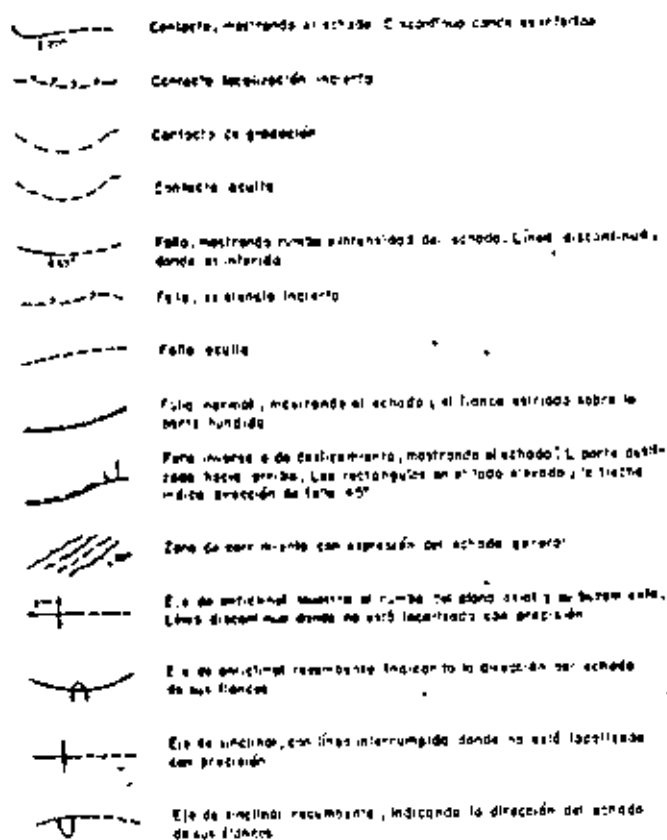 Contacto, mostrando el echado. Discontinuo donde es inferido
Contacto localización incierta
Contacto de gradación
Contacto oculto
Falla, mostrando rumbo intensidad del echado. Línea discontinua,
donde es inferida
Falla, incierta
Falla oculta
Falla normal, mostrando el echado y el flanco estriado sobre la
parte hundida
Falla inversa o de deslizamiento, mostrando el echado, parte
hacia arriba. Los rectángulos en el lado elevado y la flecha
indica dirección de falla 45°
Zona de corrimiento con expresión del echado general
Eje de anticlinal muestra el rumbo del plano axial y su
Línea discontinua donde no está localizado con precisión
Eje de anticlinal recumbente indicando la dirección del echado
de sus flancos
Eje de sinclinal, con línea interrumpida donde no está localizado
con precisión
Eje de sinclinal recumbente, indicando la dirección del echado
de sus flancos